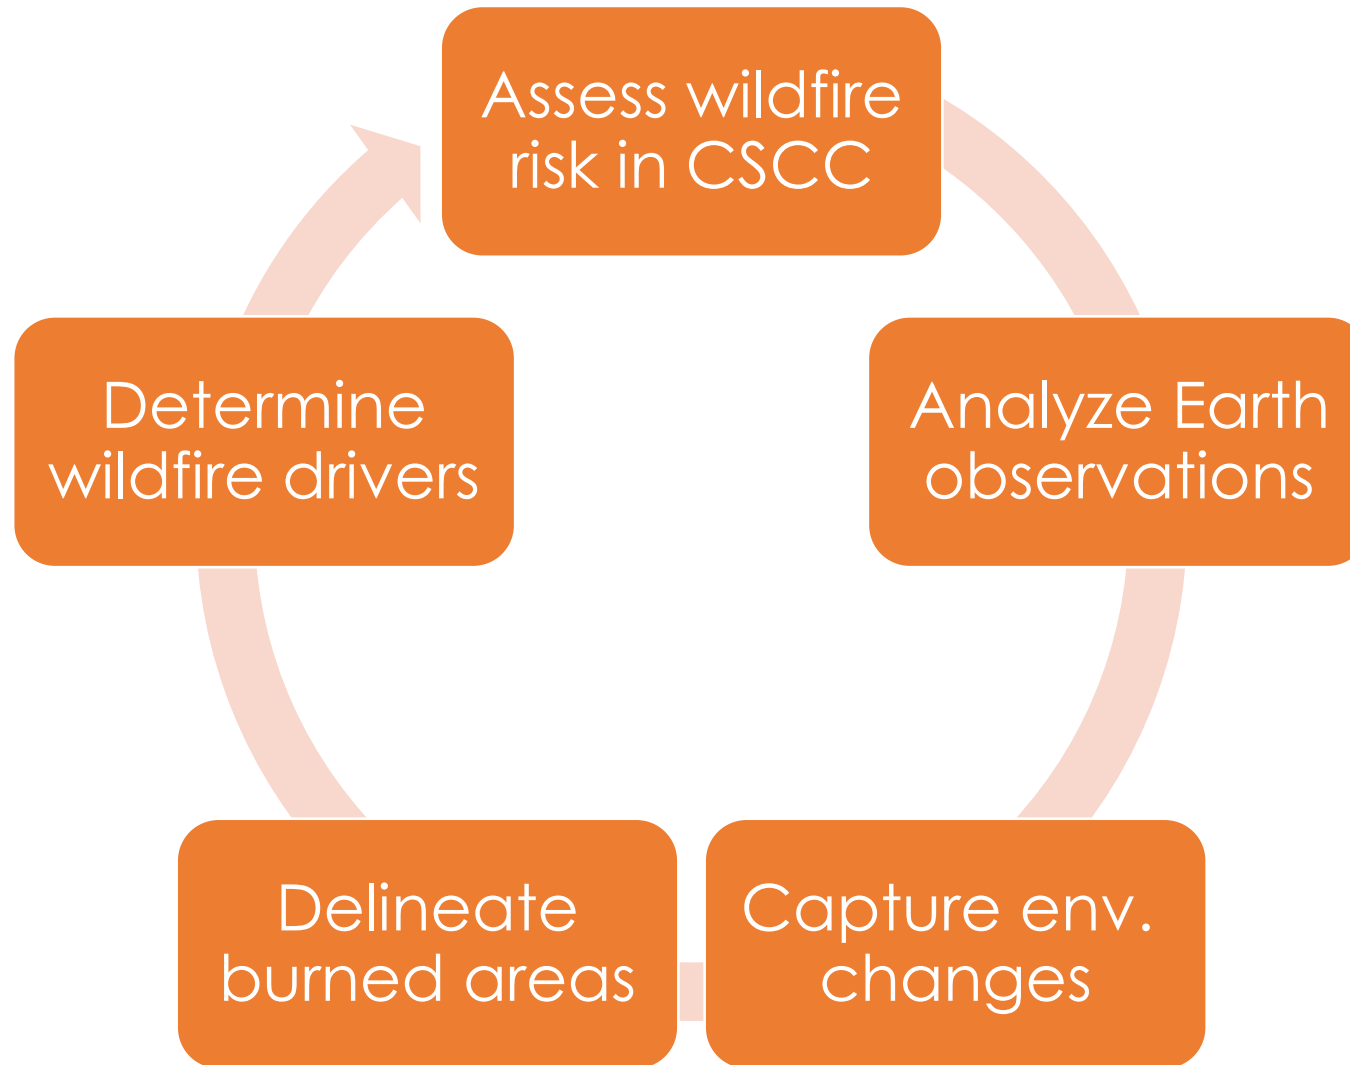 Assess wildfire
risk in CSCC
Analyze Earth
observations
Capture env.
changes
Delineate
burned areas
Determine
wildfire drivers